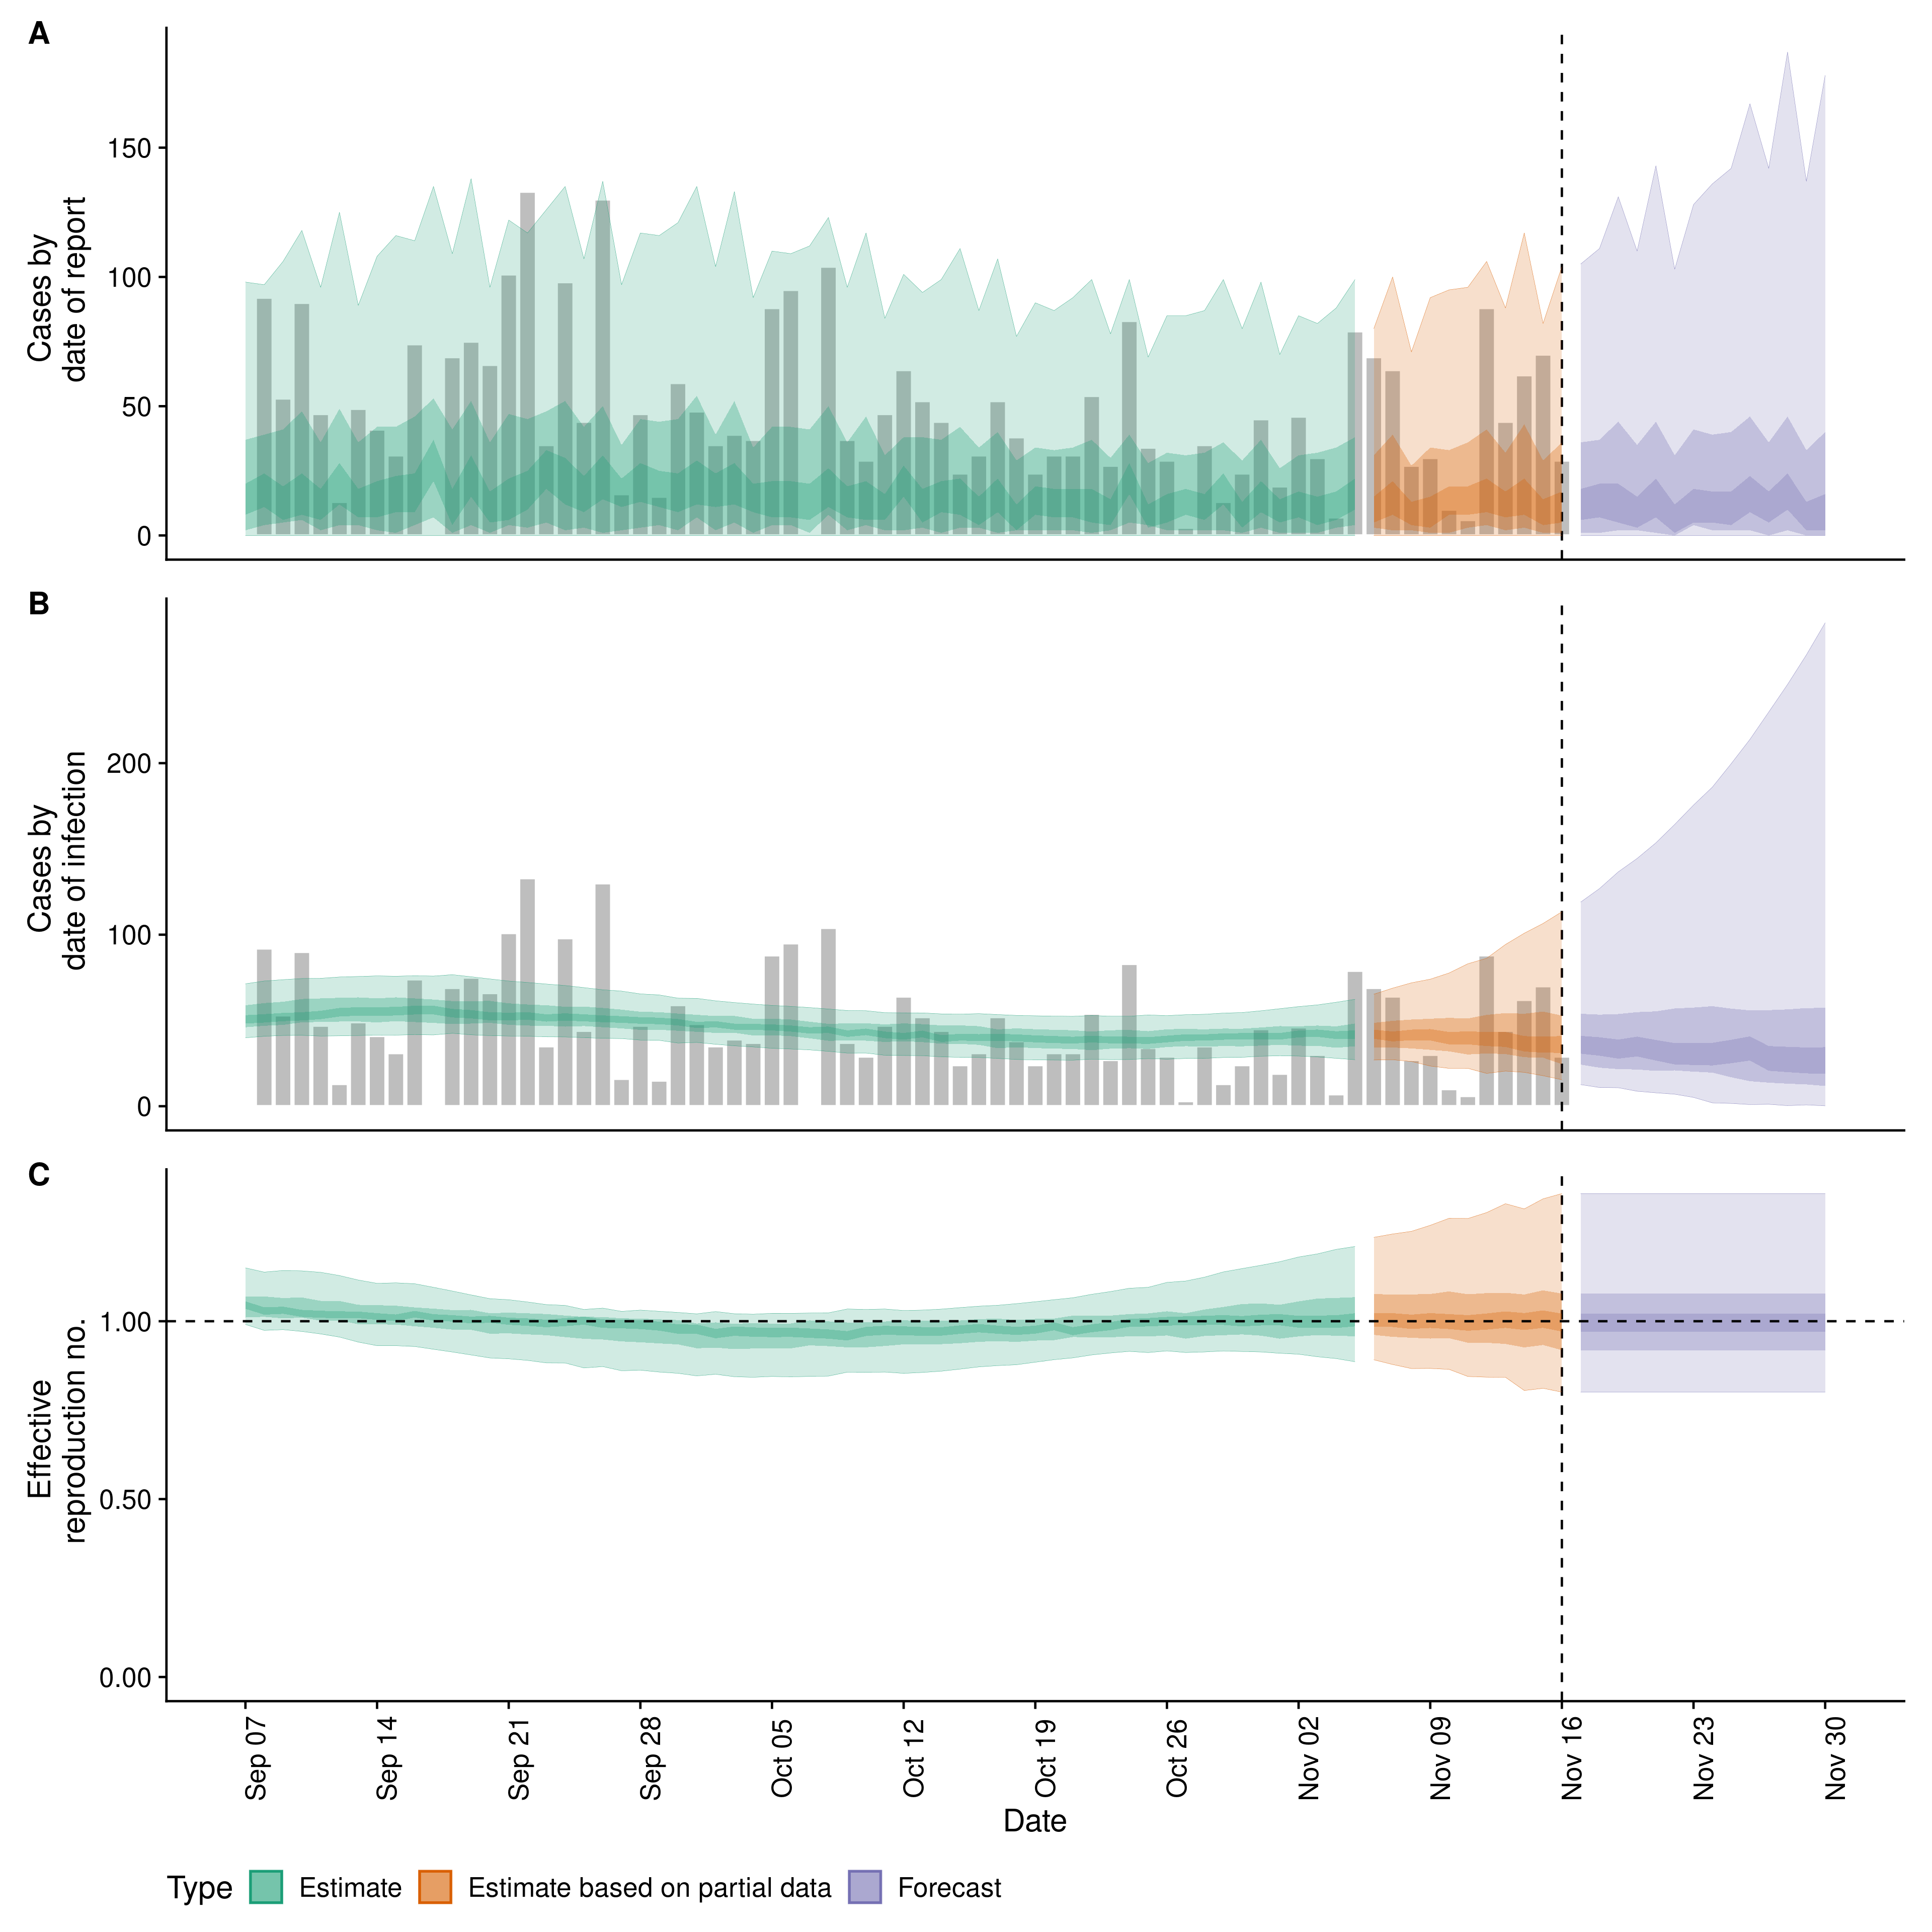 A
Cases by
date of report
150
100
50
0
B
Cases by
date of infection
200
100
0
C
Effective
reproduction no.
1.00
0.50
0.00
Sep 07
Sep 14
Sep 21
Sep 28
Oct 05
Oct 12
Oct 19
Oct 26
Nov 02
Nov 09
Nov 16
Nov 23
Nov 30
Date
Type
Estimate
Estimate based on partial data
Forecast